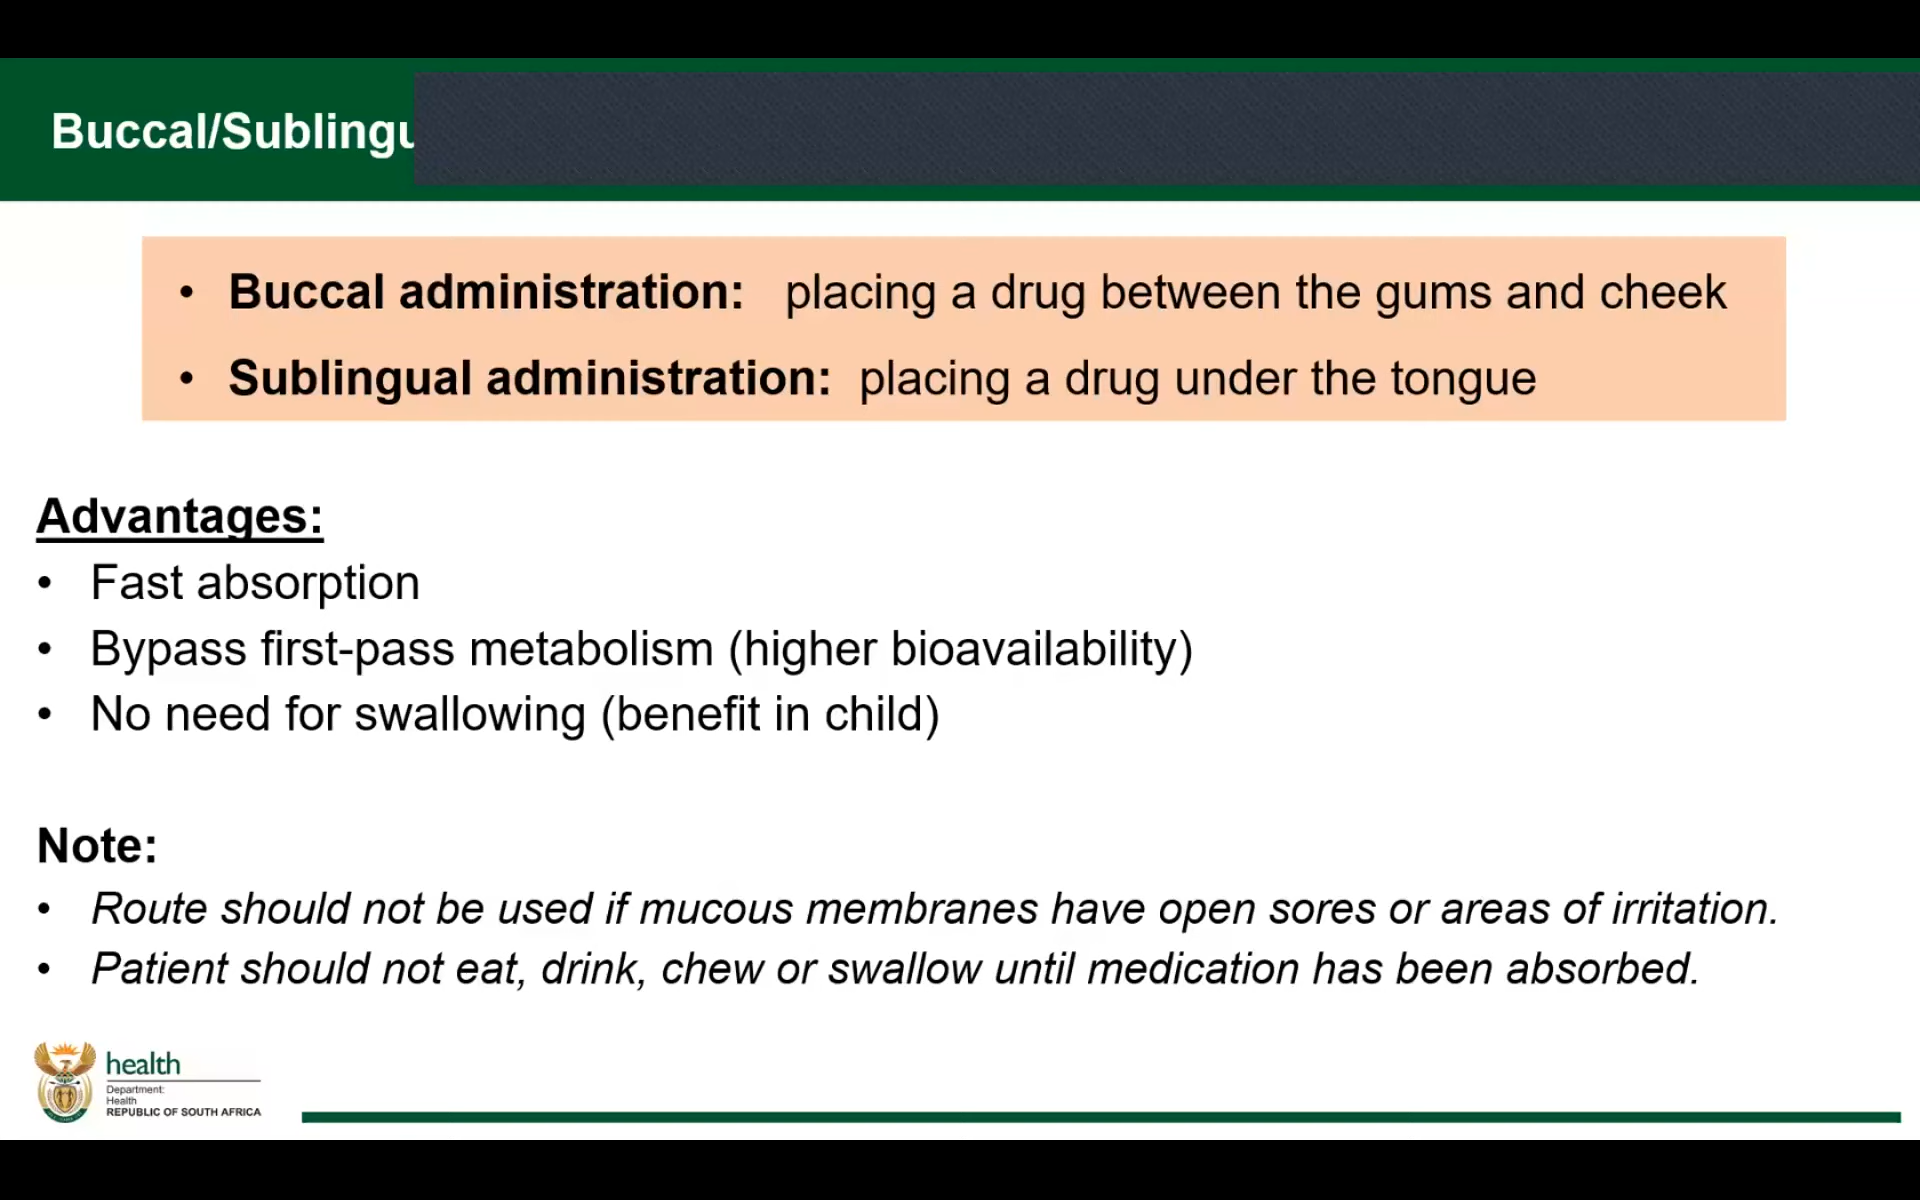 Buccal/Sublingu
• Buccal administration: placing a drug between the gums and cheek
• Sublingual administration: placing a drug under the tongue
Advantages:
• Fast absorption
• Bypass first-pass metabolism (higher bioavailability)
• No need for swallowing (benefit in child)
Note:
• Route should not be used if mucous membranes have open sores or areas of irritation.
• Patient should not eat, drink, chew or swallow until medication has been absorbed.
health
Department:
Health
REPUBLIC OF SOUTH AFRICA